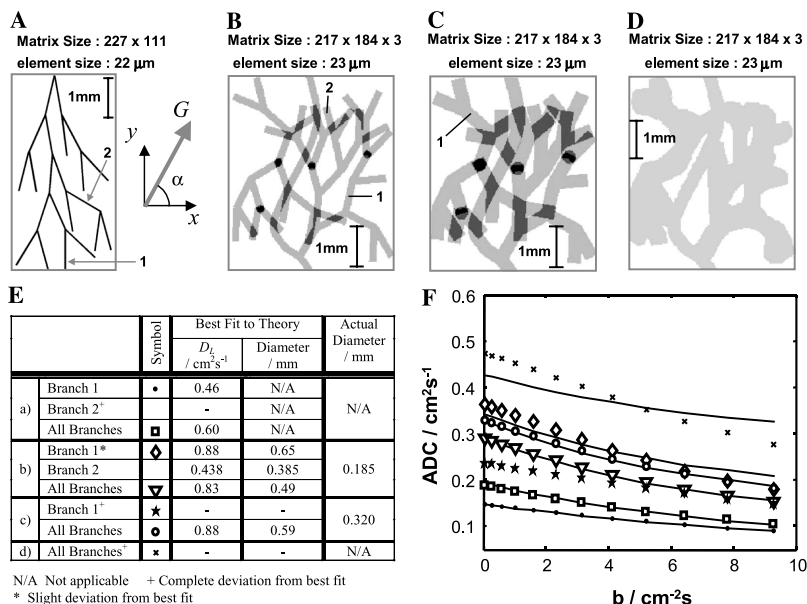 A
Matrix Size : 227 x 111
element size : 22 µm
1mm
2
1
G
y
α
x
B
Matrix Size : 217 x 184 x 3
element size : 23 µm
2
1
1mm
C
Matrix Size : 217 x 184 x 3
element size : 23 µm
1
1mm
D
Matrix Size : 217 x 184 x 3
element size : 23 µm
1mm
E
Symbol Best Fit to Theory Actual Diameter / mm
D_L / cm²s⁻¹ Diameter / mm
a) Branch 1 • 0.46 N/A N/A
Branch 2⁺ - N/A
All Branches 0.60 N/A
b) Branch 1* 0.88 0.65 0.185
Branch 2 0.438 0.385
All Branches 0.83 0.49
c) Branch 1⁺ ★ - - 0.320
All Branches 0.88 0.59
d) All Branches⁺ × - - N/A
N/A Not applicable + Complete deviation from best fit
* Slight deviation from best fit
F
0.6
0.5
0.4
0.3
0.2
0.1
ADC / cm²s⁻¹
0 2 4 6 8 10
b / cm⁻²s